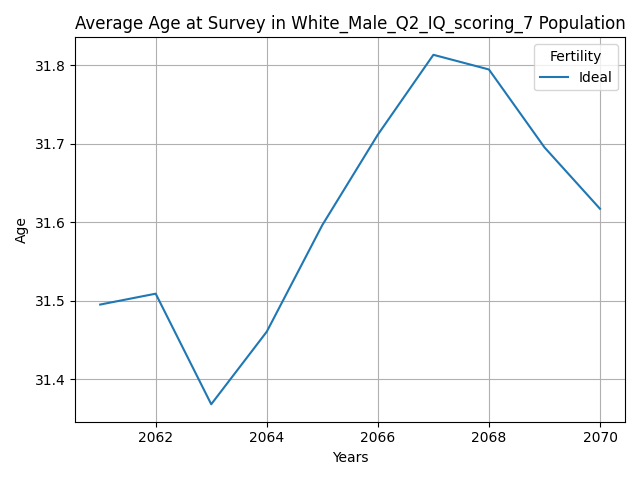 Average Age at Survey in White_Male_Q2_IQ_scoring_7 Population
Fertility
Ideal
31.8
31.7
31.6
31.5
31.4
Age
2062
2064
2066
2068
2070
Years